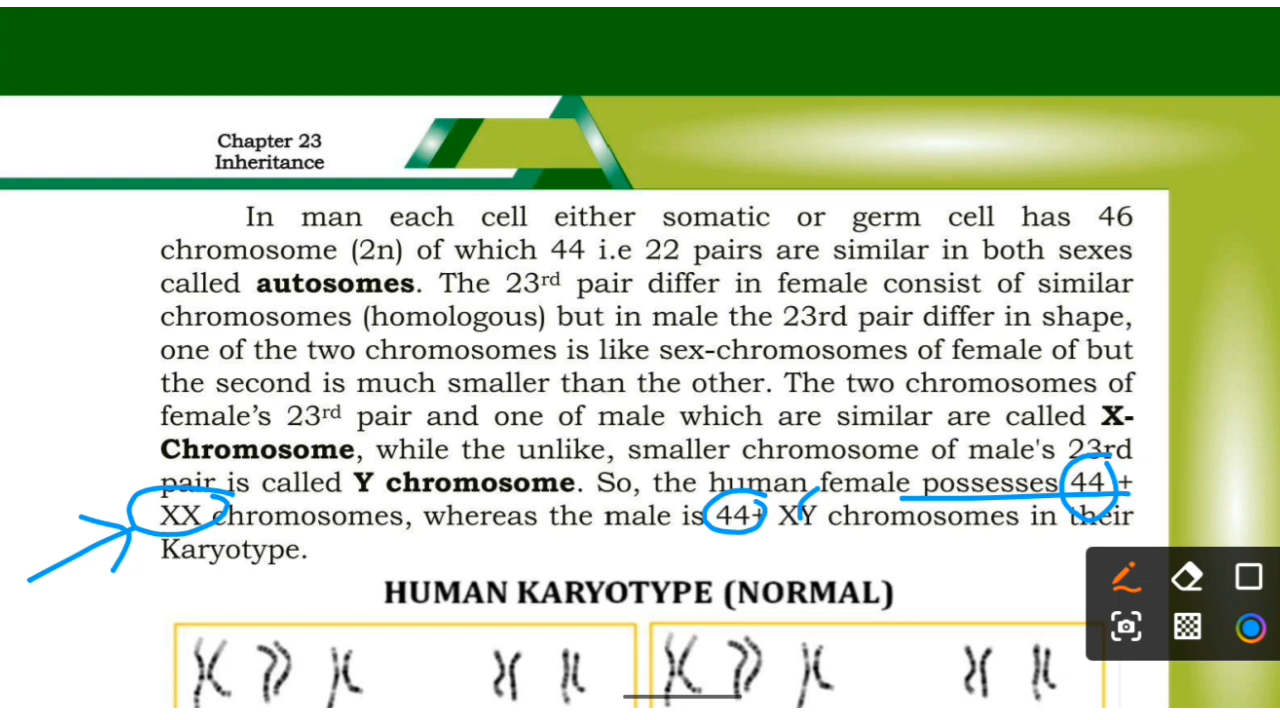 Chapter 23
Inheritance
In man each cell either somatic or germ cell has 46
chromosome (2n) of which 44 i.e 22 pairs are similar in both sexes
called autosomes. The 23rd pair differ in female consist of similar
chromosomes (homologous) but in male the 23rd pair differ in shape,
one of the two chromosomes is like sex-chromosomes of female of but
the second is much smaller than the other. The two chromosomes of
female’s 23rd pair and one of male which are similar are called X-
Chromosome, while the unlike, smaller chromosome of male's 23rd
pair is called Y chromosome. So, the human female possesses 44 +
XX chromosomes, whereas the male is 44+ XY chromosomes in their
Karyotype.
HUMAN KARYOTYPE (NORMAL)